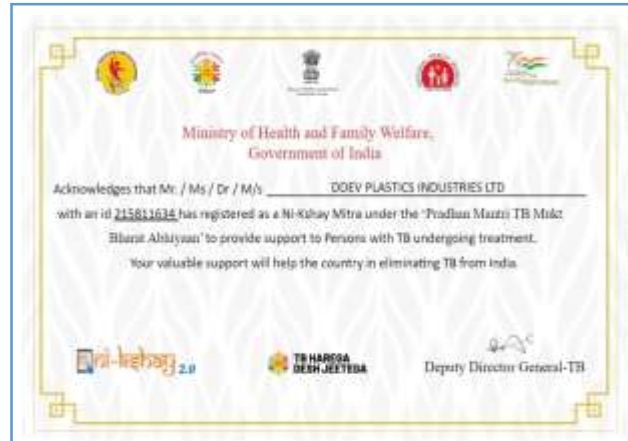 Ministry of Health and Family Welfare,
Government of India
Acknowledges that Mr. / Ms / Dr / M/s DDEV PLASTICS INDUSTRIES LTD
with an id 215811634 has registered as a Ni-Kshay Mitra under the "Pradhan Mantri TB Mukt
Bharat Abhiyaan" to provide support to Persons with TB undergoing treatment.
Your valuable support will help the country in eliminating TB from India.
ni-kshay 2.0
TB HAREGA
DESH JEETEGA
Deputy Director General-TB